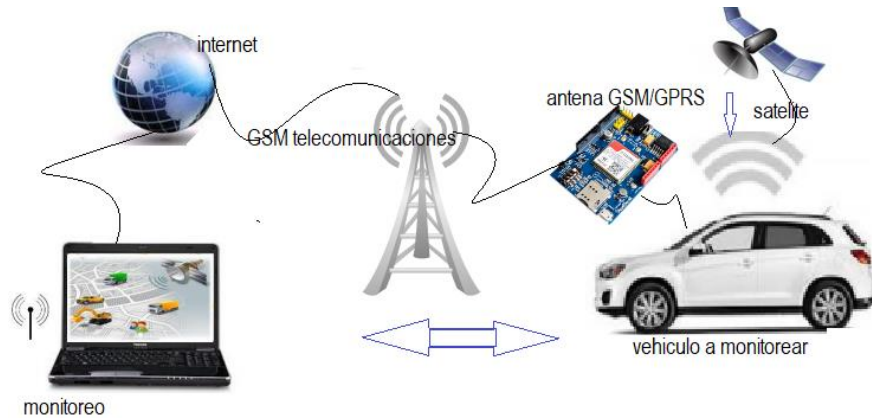 internet
GSM telecomunicaciones
antena GSM/GPRS
satelite
vehiculo a monitorear
monitoreo